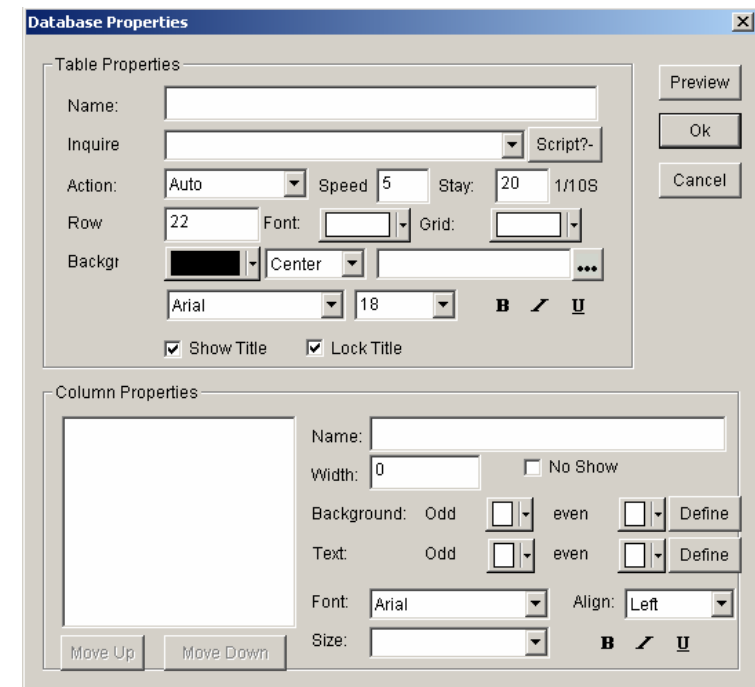 Database Properties
Table Properties
Preview
Name:
Ok
Inquire Script?-
Action: Auto Speed 5 Stay: 20 1/10S
Cancel
Row 22 Font: Grid:
Backgr Center ...
Arial 18 B I U
Show Title Lock Title
Column Properties
Name:
Width: 0 No Show
Background: Odd even Define
Text: Odd even Define
Font: Arial Align: Left
Size: B I U
Move Up Move Down